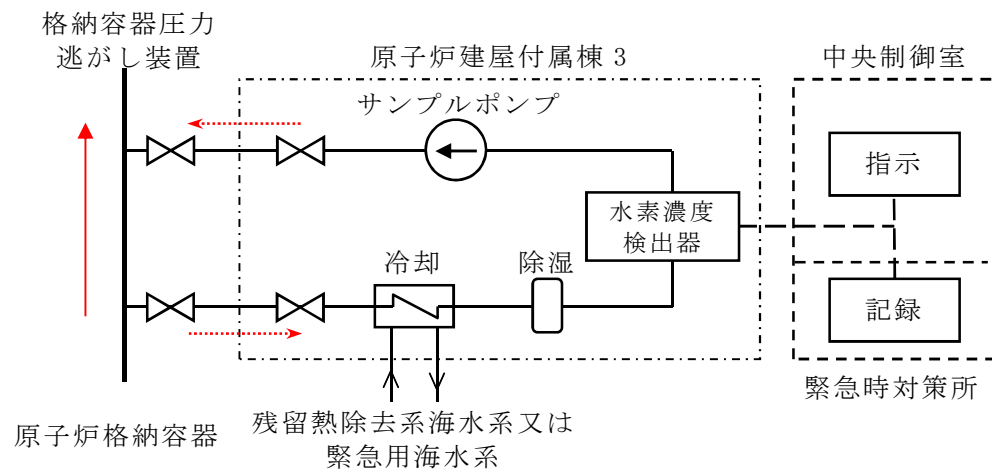 格納容器圧力
逃がし装置
原子炉建屋付属棟3
中央制御室
サンプルポンプ
指示
水素濃度
検出器
冷却
除湿
記録
緊急時対策所
残留熱除去系海水系又は
緊急用海水系
原子炉格納容器